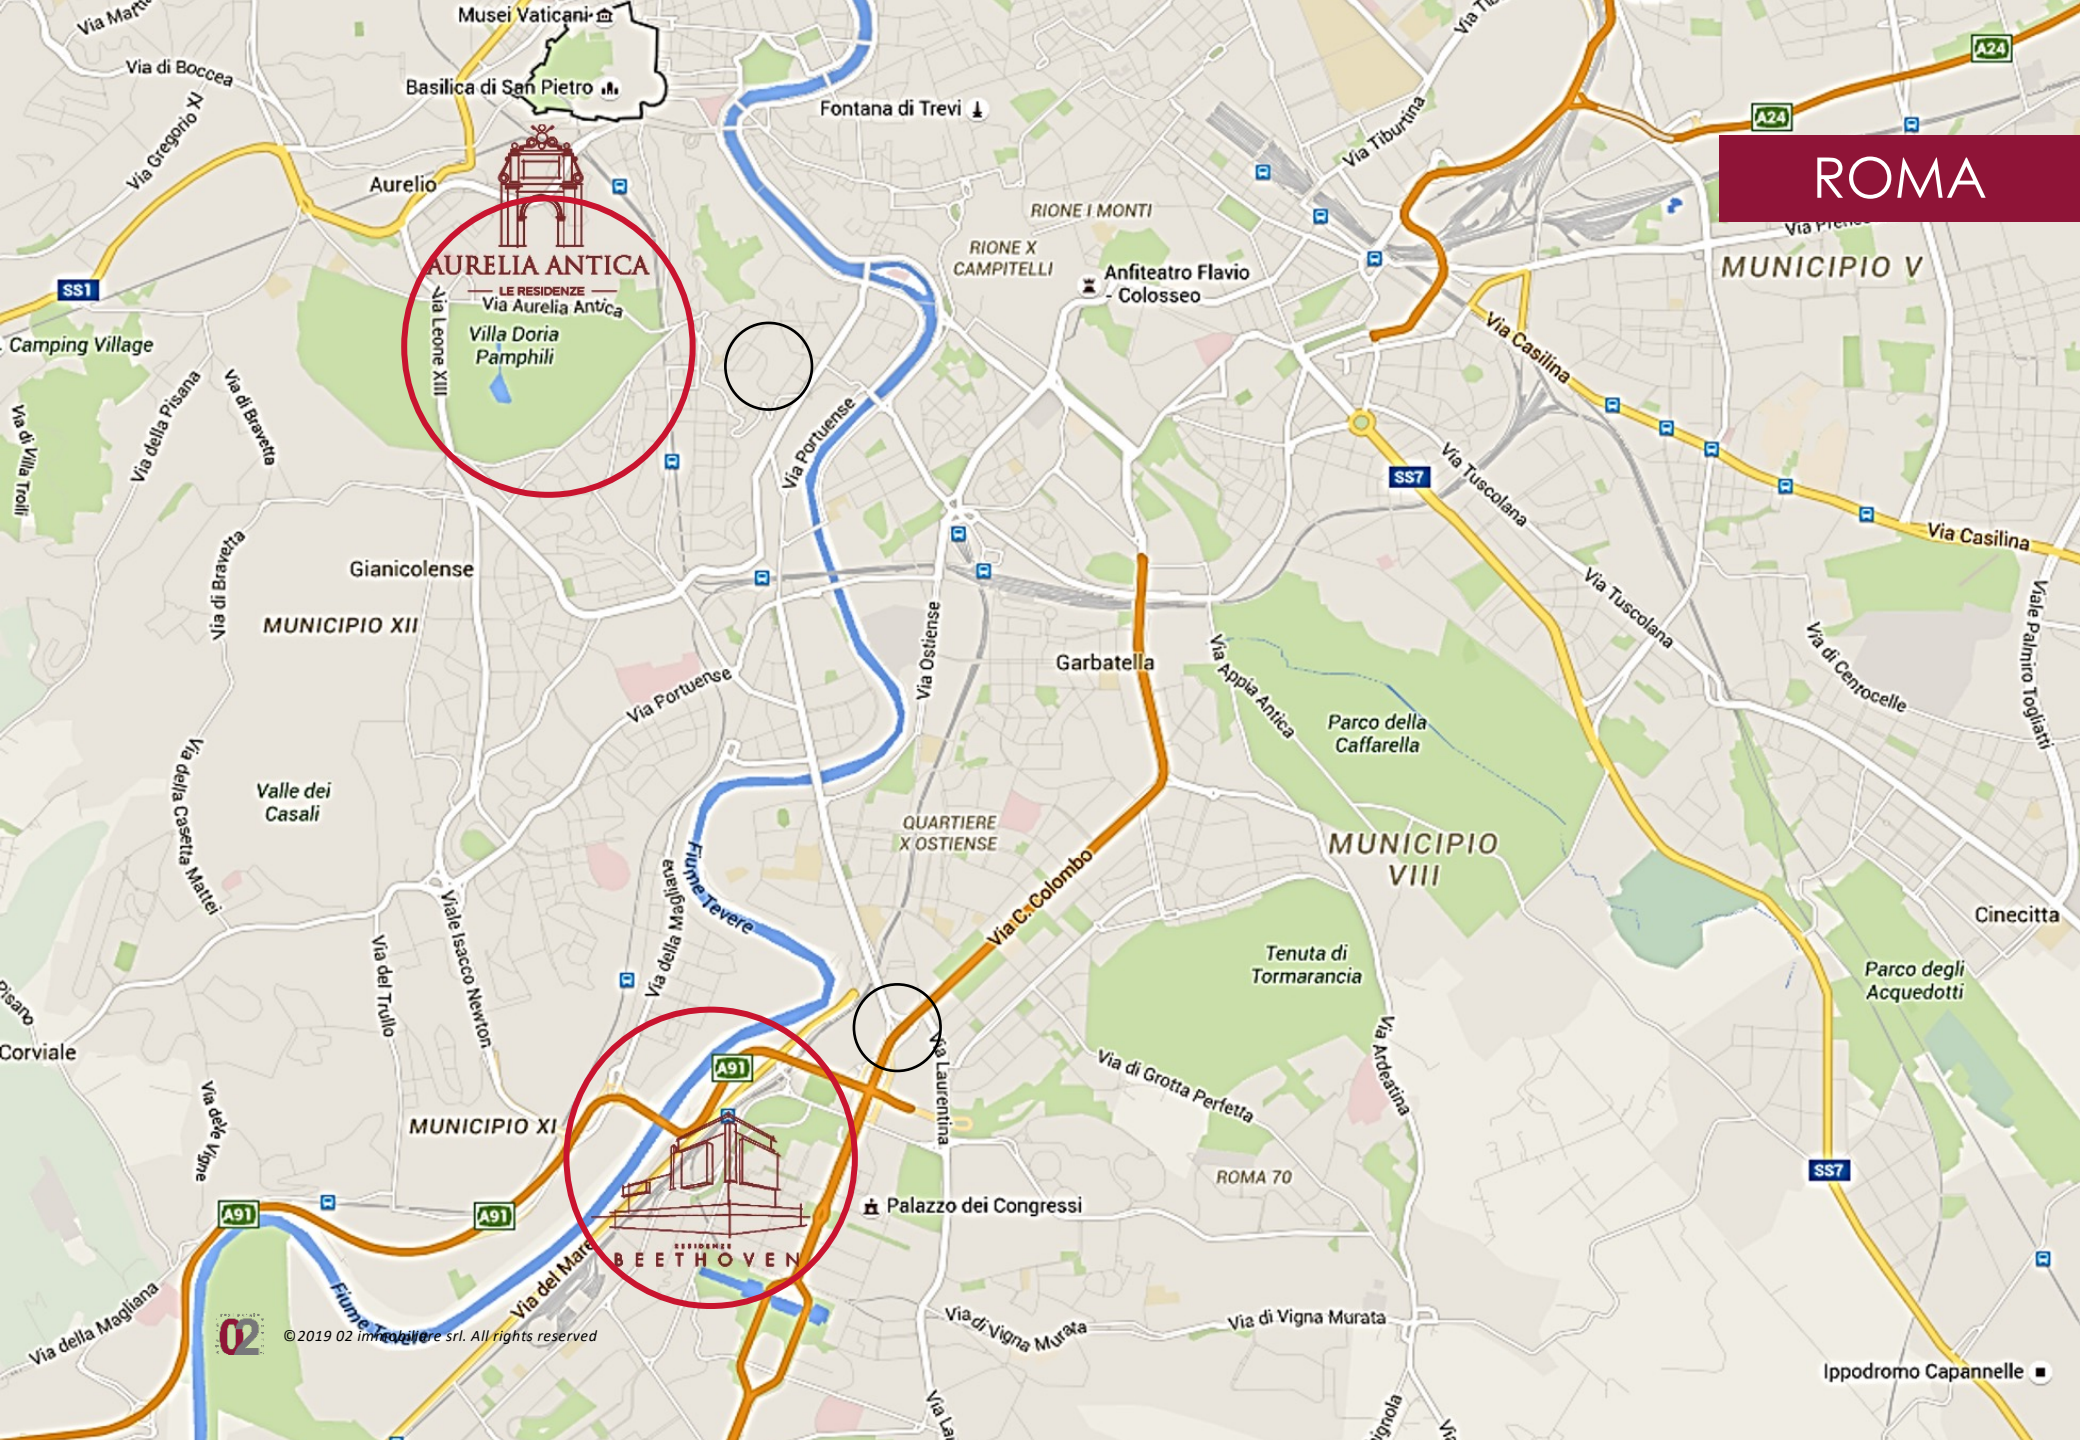 Musei Vaticani
Via di Boccea
Via Gregorio IX
Basilica di San Pietro
Fontana di Trevi
Via Tiburtina
A24
A24
ROMA
Aurelio
RIONE I MONTI
RIONE X
CAMPITELLI
Anfiteatro Flavio
- Colosseo
MUNICIPIO V
SS1
AURELIA ANTICA
LE RESIDENZE
Via Aurelia Antica
Via Leone XIII
Villa Doria
Pamphili
Camping Village
Via della Pisana
Via di Bravetta
Via di Villa Troili
Via Portuense
Via Casilina
SS7
Via Tuscolana
Via Casilina
Via di Bravetta
Gianicolense
MUNICIPIO XII
Via Ostiense
Garbatella
Via Appia Antica
Via Tuscolana
Via di Centocelle
Viale Palmiro Togliatti
Via Portuense
Parco della
Caffarella
Via della Casetta Mattei
Valle dei
Casali
QUARTIERE
X OSTIENSE
MUNICIPIO
VIII
Fiume Tevere
Via della Magliana
Via C. Colombo
Viale Isacco Newton
Via del Trullo
Tenuta di
Tormarancia
Cinecitta
Parco degli
Acquedotti
Pisano
Corviale
Via Laurentina
Via Ardeatina
Via di Grotta Perfetta
A91
Via delle Vigne
MUNICIPIO XI
ROMA 70
SS7
A91
A91
Palazzo dei Congressi
RESIDENZE
BEETHOVEN
Via del Mare
Fiume Tevere
Via della Magliana
02
©2019 02 immobiliere srl. All rights reserved
Via di Vigna Murata
Via di Vigna Murata
Ippodromo Capannelle